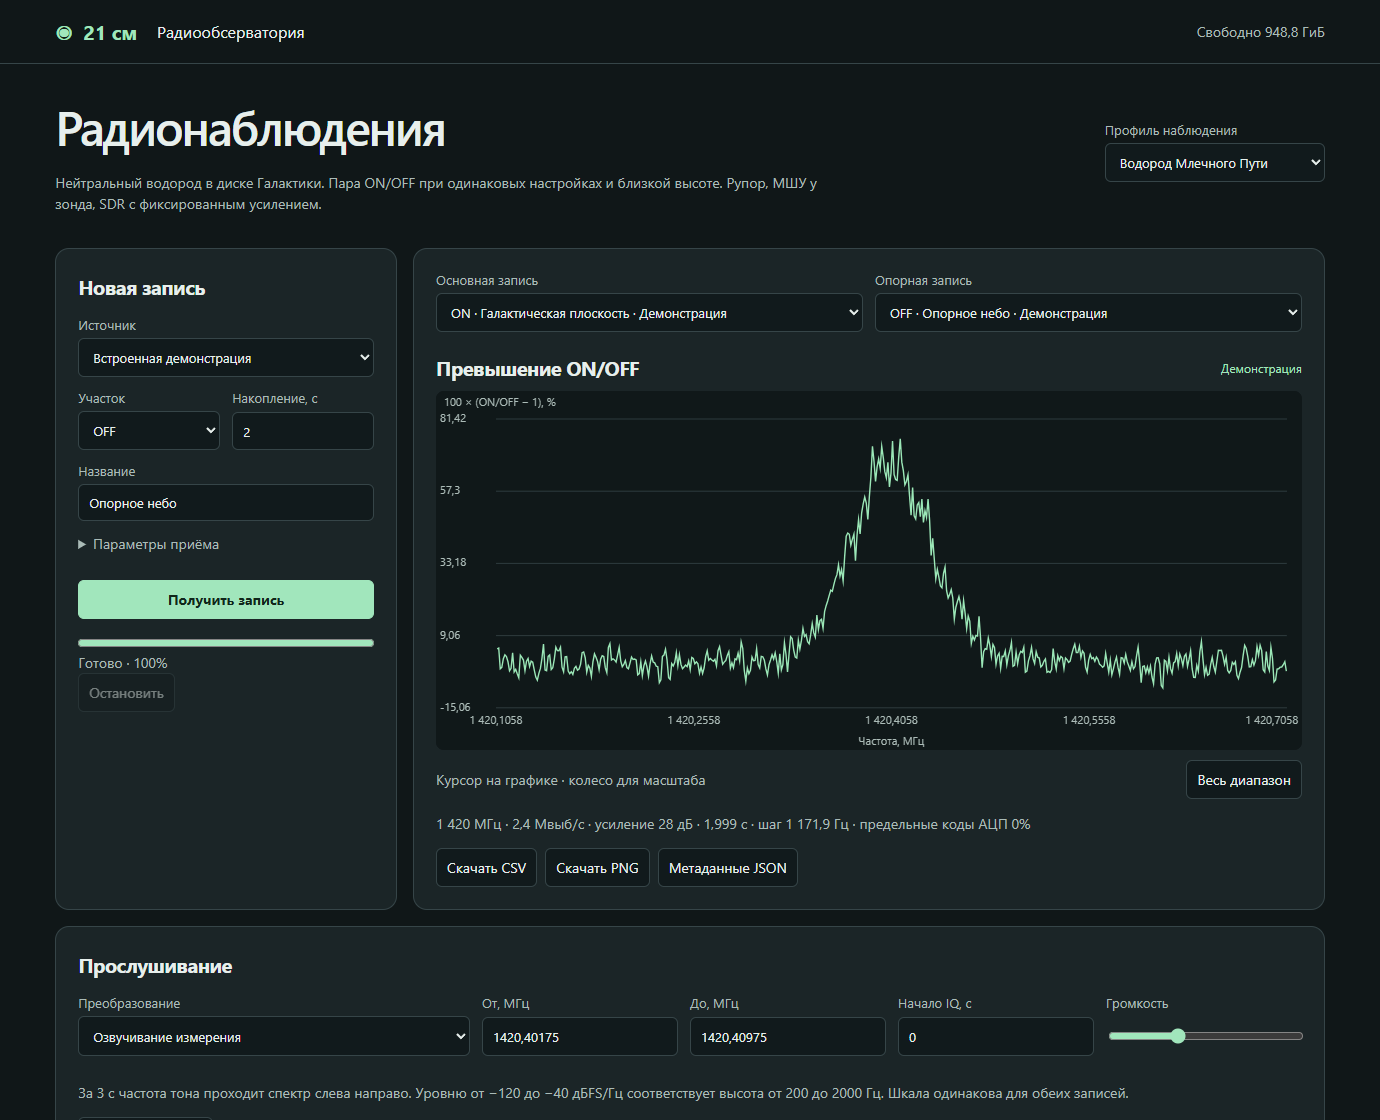 21 см
Радиообсерватория
Свободно 948,8 ГиБ
Радионаблюдения
Профиль наблюдения
Водород Млечного Пути
Нейтральный водород в диске Галактики. Пара ON/OFF при одинаковых настройках и близкой высоте. Рупор, МШУ у
зонда, SDR с фиксированным усилением.
Новая запись
Источник
Встроенная демонстрация
Участок
Накопление, с
OFF
2
Название
Опорное небо
Параметры приёма
Получить запись
Готово · 100%
Остановить
Основная запись
Опорная запись
ON · Галактическая плоскость · Демонстрация
OFF · Опорное небо · Демонстрация
Превышение ON/OFF
Демонстрация
100 × (ON/OFF − 1), %
81,42
57,3
33,18
9,06
-15,06
1 420,1058
1 420,2558
1 420,4058
1 420,5558
1 420,7058
Частота, МГц
Курсор на графике · колесо для масштаба
Весь диапазон
1 420 МГц · 2,4 Мвыб/с · усиление 28 дБ · 1,999 с · шаг 1 171,9 Гц · предельные коды АЦП 0%
Скачать CSV
Скачать PNG
Метаданные JSON
Прослушивание
Преобразование
От, МГц
До, МГц
Начало IQ, с
Громкость
Озвучивание измерения
1420,40175
1420,40975
0
За 3 с частота тона проходит спектр слева направо. Уровню от −120 до −40 дБFS/Гц соответствует высота от 200 до 2000 Гц. Шкала одинакова для обеих записей.